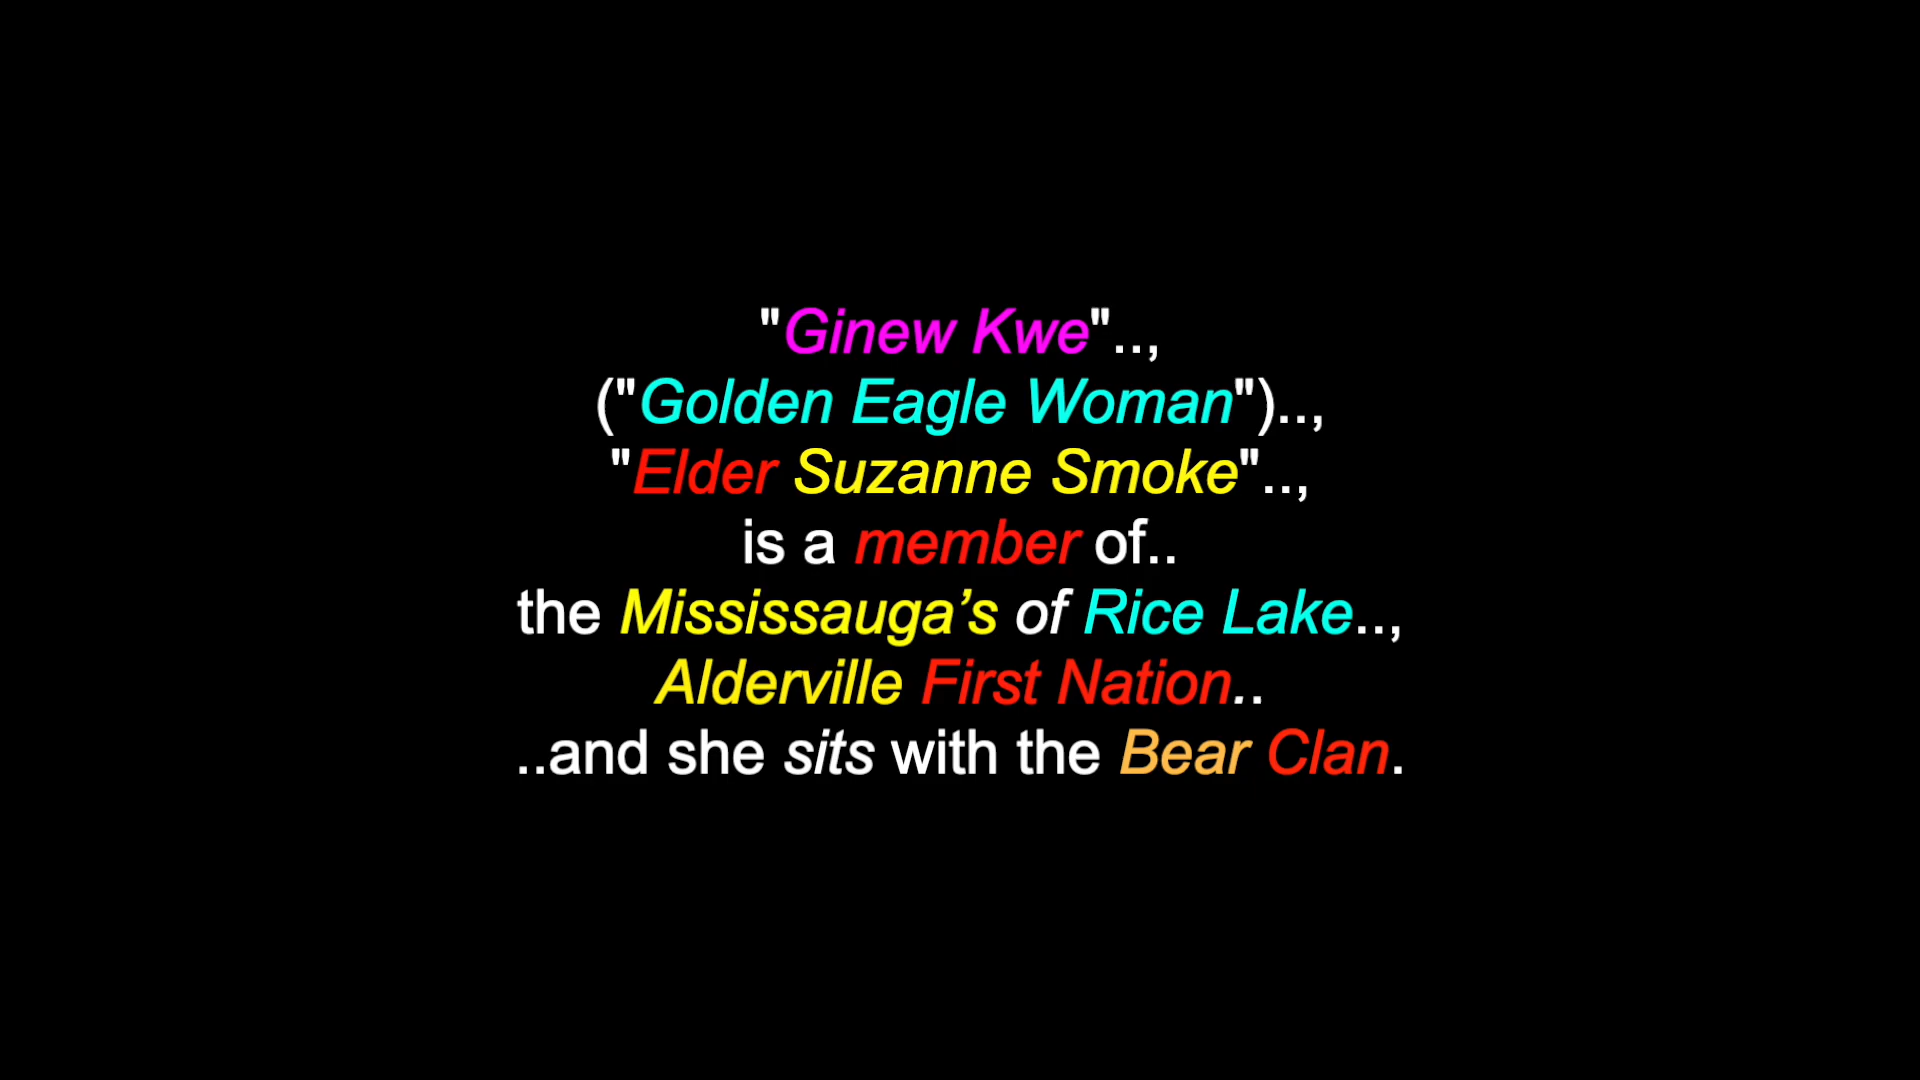 "Ginew Kwe"..,
("Golden Eagle Woman")..,
"Elder Suzanne Smoke"..,
is a member of..
the Mississauga’s of Rice Lake..,
Alderville First Nation..
..and she sits with the Bear Clan.